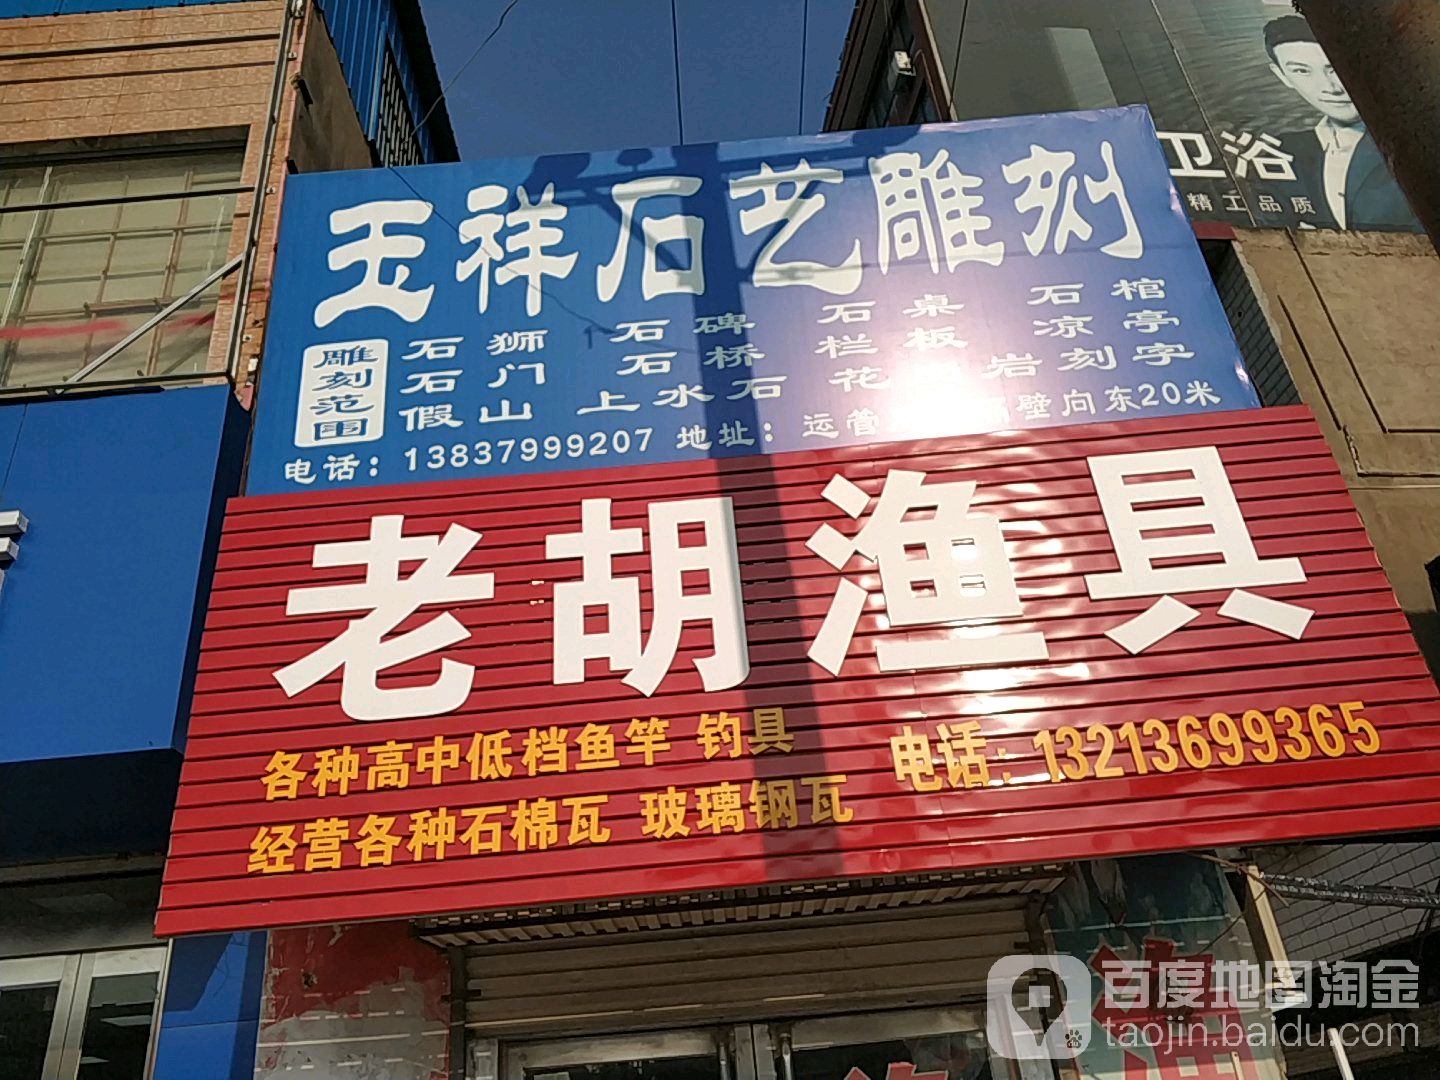 玉祥石艺雕刻
雕刻范围
石狮 石碑 石桌 石棺
石门 石桥 栏板 凉亭
假山 上水石 花 岩刻字
电话：13837999207 地址：运管 壁向东20米
老胡渔具
各种高中低档鱼竿 钓具
经营各种石棉瓦 玻璃钢瓦
电话：13213699365
卫浴
精工品质
油
百度地图淘金
taojin.baidu.com